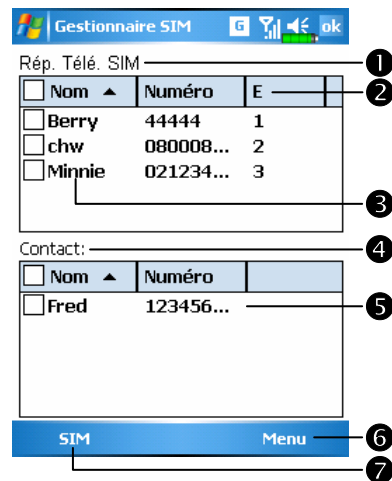 Gestionnaire SIM G ok
Rép. Télé. SIM 1
Nom ▲ Numéro E 2
Berry 44444 1
chw 080008... 2
Minnie 021234... 3
3
Contact: 4
Nom ▲ Numéro
Fred 123456... 5
SIM Menu 6
7